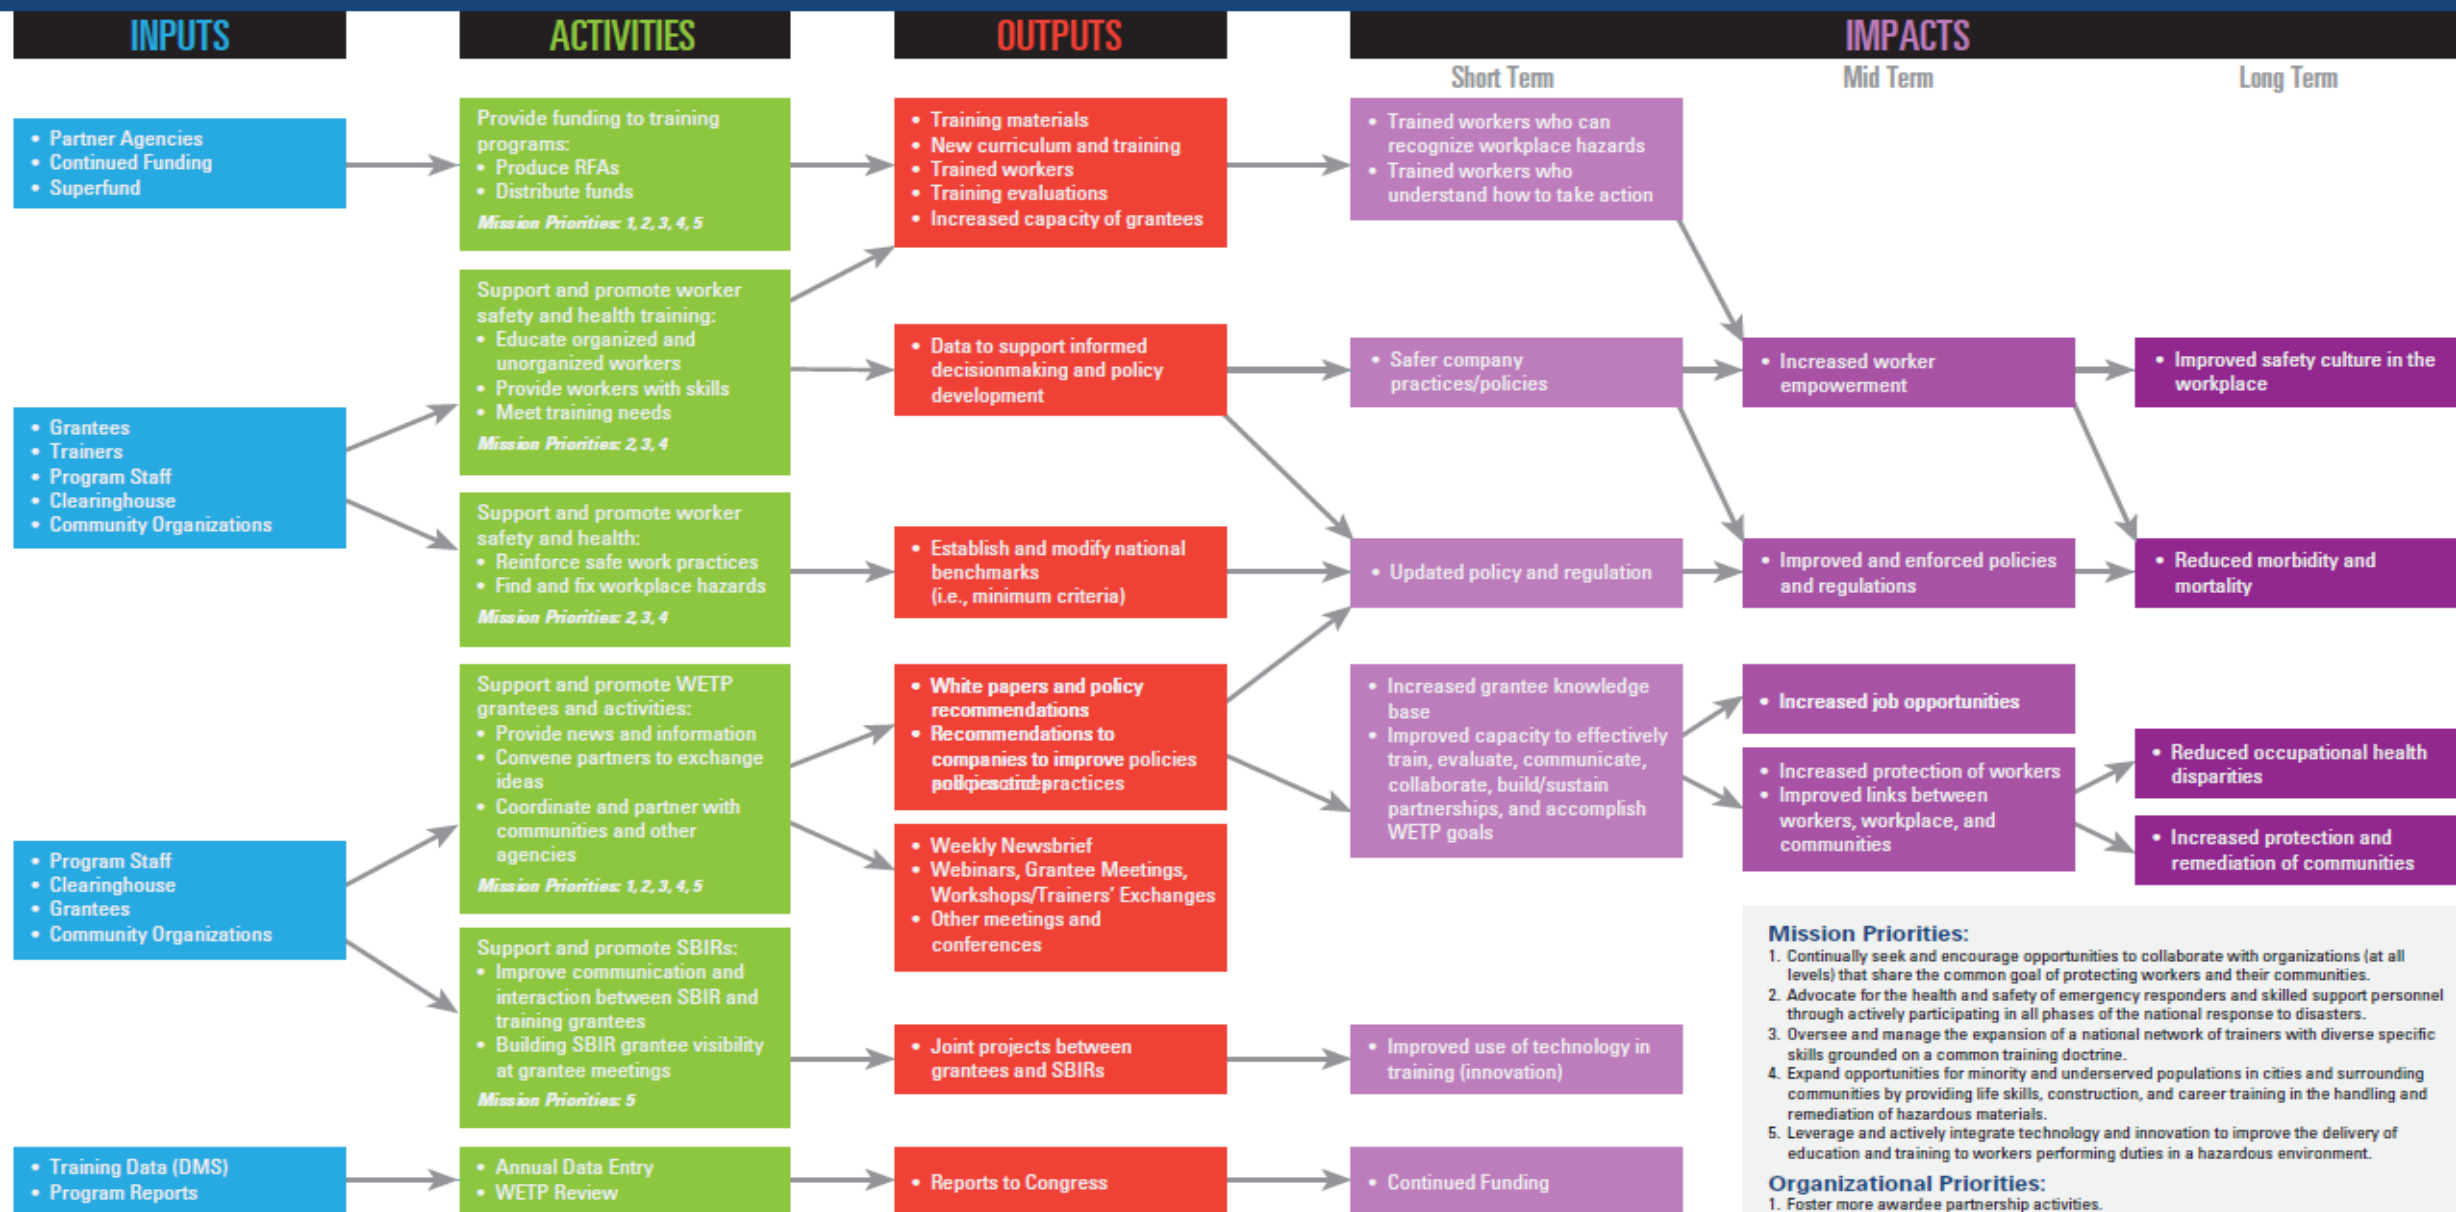 INPUTS
ACTIVITIES
OUTPUTS
IMPACTS
Short Term
Mid Term
Long Term
• Partner Agencies
• Continued Funding
• Superfund
• Grantees
• Trainers
• Program Staff
• Clearinghouse
• Community Organizations
• Program Staff
• Clearinghouse
• Grantees
• Community Organizations
• Training Data (DMS)
• Program Reports
Provide funding to training
programs:
• Produce RFAs
• Distribute funds
Mission Priorities: 1, 2, 3, 4, 5
Support and promote worker
safety and health training:
• Educate organized and
unorganized workers
• Provide workers with skills
• Meet training needs
Mission Priorities: 2, 3, 4
Support and promote worker
safety and health:
• Reinforce safe work practices
• Find and fix workplace hazards
Mission Priorities: 2, 3, 4
Support and promote WETP
grantees and activities:
• Provide news and information
• Convene partners to exchange
ideas
• Coordinate and partner with
communities and other
agencies
Mission Priorities: 1, 2, 3, 4, 5
Support and promote SBIRs:
• Improve communication and
interaction between SBIR and
training grantees
• Building SBIR grantee visibility
at grantee meetings
Mission Priorities: 5
• Annual Data Entry
• WETP Review
• Training materials
• New curriculum and training
• Trained workers
• Training evaluations
• Increased capacity of grantees
• Data to support informed
decisionmaking and policy
development
• Establish and modify national
benchmarks
(i.e., minimum criteria)
• White papers and policy
recommendations
• Recommendations to
companies to improve policies
practices
• Weekly Newsbrief
• Webinars, Grantee Meetings,
Workshops/Trainers' Exchanges
• Other meetings and
conferences
• Joint projects between
grantees and SBIRs
• Reports to Congress
• Trained workers who can
recognize workplace hazards
• Trained workers who
understand how to take action
• Safer company
practices/policies
• Updated policy and regulation
• Increased grantee knowledge
base
• Improved capacity to effectively
train, evaluate, communicate,
collaborate, build/sustain
partnerships, and accomplish
WETP goals
• Improved use of technology in
training (innovation)
• Continued Funding
• Increased worker
empowerment
• Improved and enforced policies
and regulations
• Increased job opportunities
• Increased protection of workers
• Improved links between
workers, workplace, and
communities
• Improved safety culture in the
workplace
• Reduced morbidity and
mortality
• Reduced occupational health
disparities
• Increased protection and
remediation of communities
Mission Priorities:
1. Continually seek and encourage opportunities to collaborate with organizations (at all
levels) that share the common goal of protecting workers and their communities.
2. Advocate for the health and safety of emergency responders and skilled support personnel
through actively participating in all phases of the national response to disasters.
3. Oversee and manage the expansion of a national network of trainers with diverse specific
skills grounded on a common training doctrine.
4. Expand opportunities for minority and underserved populations in cities and surrounding
communities by providing life skills, construction, and career training in the handling and
remediation of hazardous materials.
5. Leverage and actively integrate technology and innovation to improve the delivery of
education and training to workers performing duties in a hazardous environment.
Organizational Priorities:
1. Foster more awardee partnership activities.